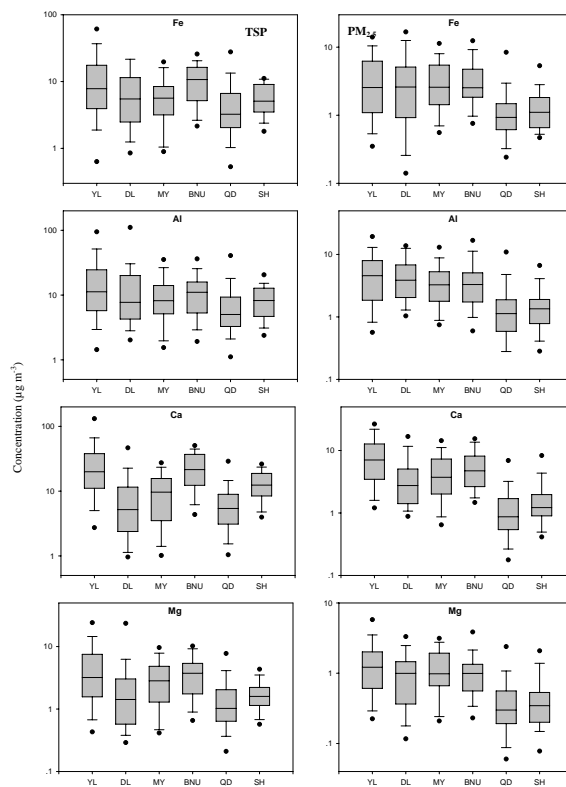 TSP
Fe
100
10
1
YL DL MY BNU QD SH
PM2.5
Fe
10
1
.1
YL DL MY BNU QD SH
Concentration (μg m-3)
Al
100
10
1
YL DL MY BNU QD SH
Al
10
1
.1
YL DL MY BNU QD SH
Ca
100
10
1
YL DL MY BNU QD SH
Ca
10
1
.1
YL DL MY BNU QD SH
Mg
10
1
.1
YL DL MY BNU QD SH
Mg
10
1
.1
YL DL MY BNU QD SH